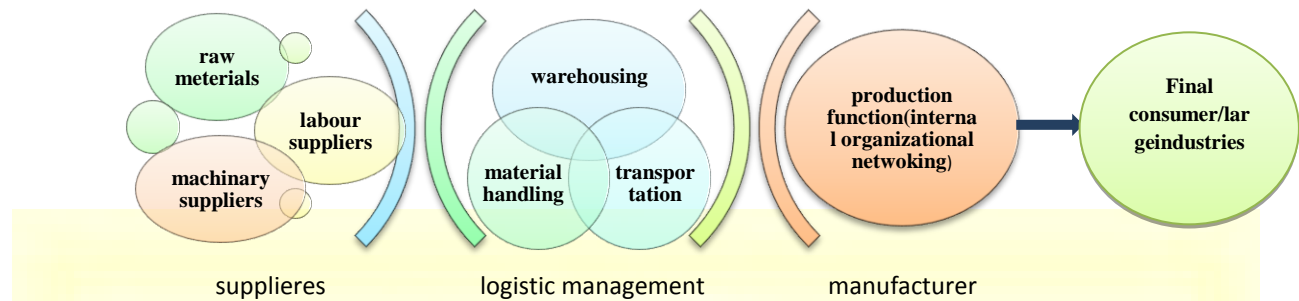 raw
meterials
labour
suppliers
machinary
suppliers
warehousing
material
handling
transpor
tation
production
function(interna
l organizational
netwoking)
Final
consumer/lar
geindustries
supplieres
logistic management
manufacturer